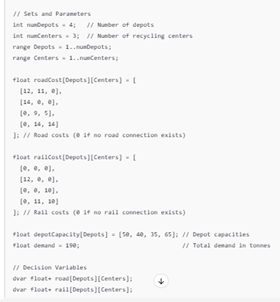 // Sets and Parameters
int numDepots = 4;   // Number of depots
int numCenters = 3;  // Number of recycling centers
range Depots = 1..numDepots;
range Centers = 1..numCenters;
float roadCost[Depots][Centers] = [
[12, 11, 0],
[14, 0, 0],
[0, 9, 5],
[0, 14, 14]
]; // Road costs (0 if no road connection exists)
float railCost[Depots][Centers] = [
[0, 0, 0],
[12, 0, 0],
[0, 0, 10],
[0, 11, 10]
]; // Rail costs (0 if no rail connection exists)
float depotCapacity[Depots] = [50, 40, 35, 65]; // Depot capacities
float demand = 190;                             // Total demand in tonnes
// Decision Variables
dvar float+ road[Depots][Centers];
dvar float+ rail[Depots][Centers];